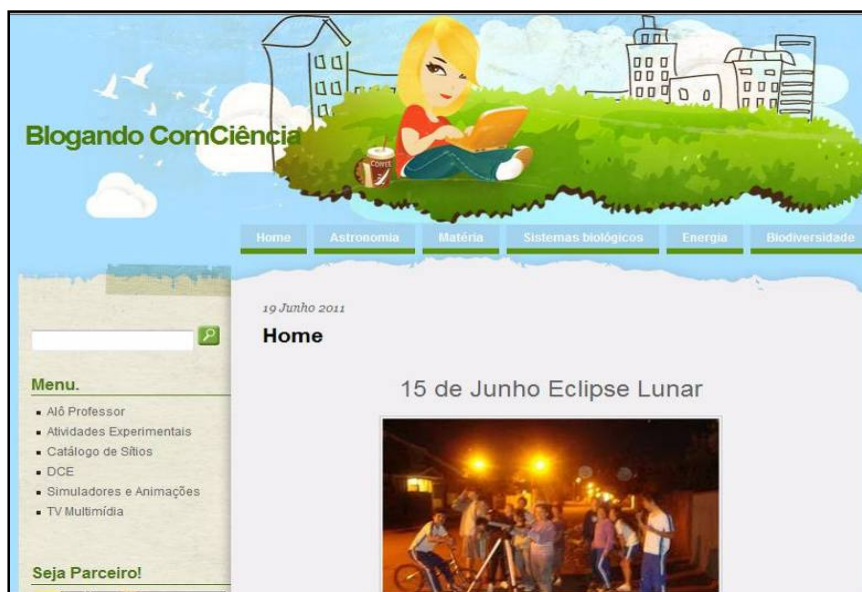 Blogando ComCiência
COFFEE
Home Astronomia Matéria Sistemas biológicos Energia Biodiversidade
19 Junho 2011
Home
15 de Junho Eclipse Lunar
Menu.
Alô Professor
Atividades Experimentais
Catálogo de Sítios
DCE
Simuladores e Animações
TV Multimídia
Seja Parceiro!